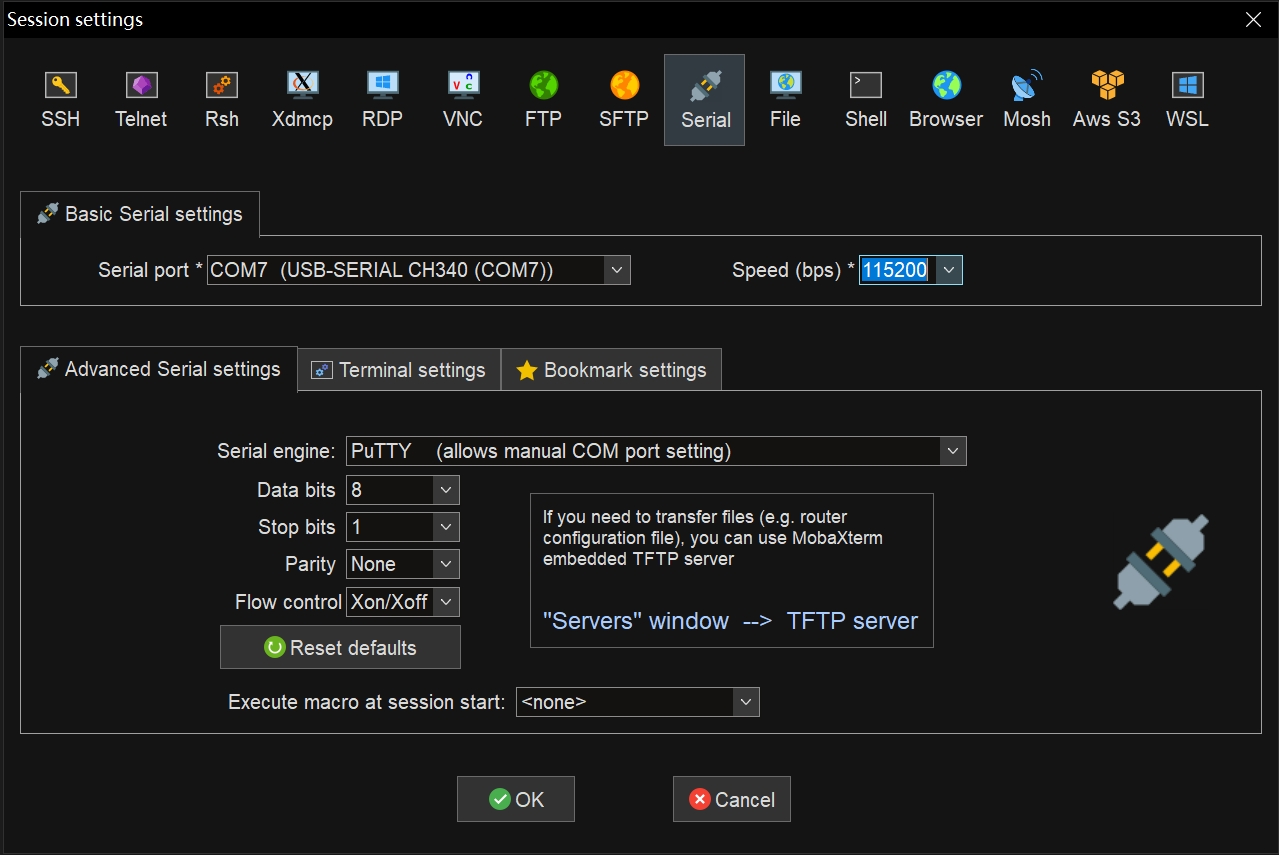 Session settings
SSH Telnet Rsh Xdmcp RDP VNC FTP SFTP Serial File Shell Browser Mosh Aws S3 WSL
Basic Serial settings
Serial port * COM7 (USB-SERIAL CH340 (COM7)) Speed (bps) * 115200
Advanced Serial settings Terminal settings Bookmark settings
Serial engine: PuTTY (allows manual COM port setting)
Data bits 8
Stop bits 1
Parity None
Flow control Xon/Xoff
If you need to transfer files (e.g. router
configuration file), you can use MobaXterm
embedded TFTP server
"Servers" window --> TFTP server
Reset defaults
Execute macro at session start: <none>
OK Cancel